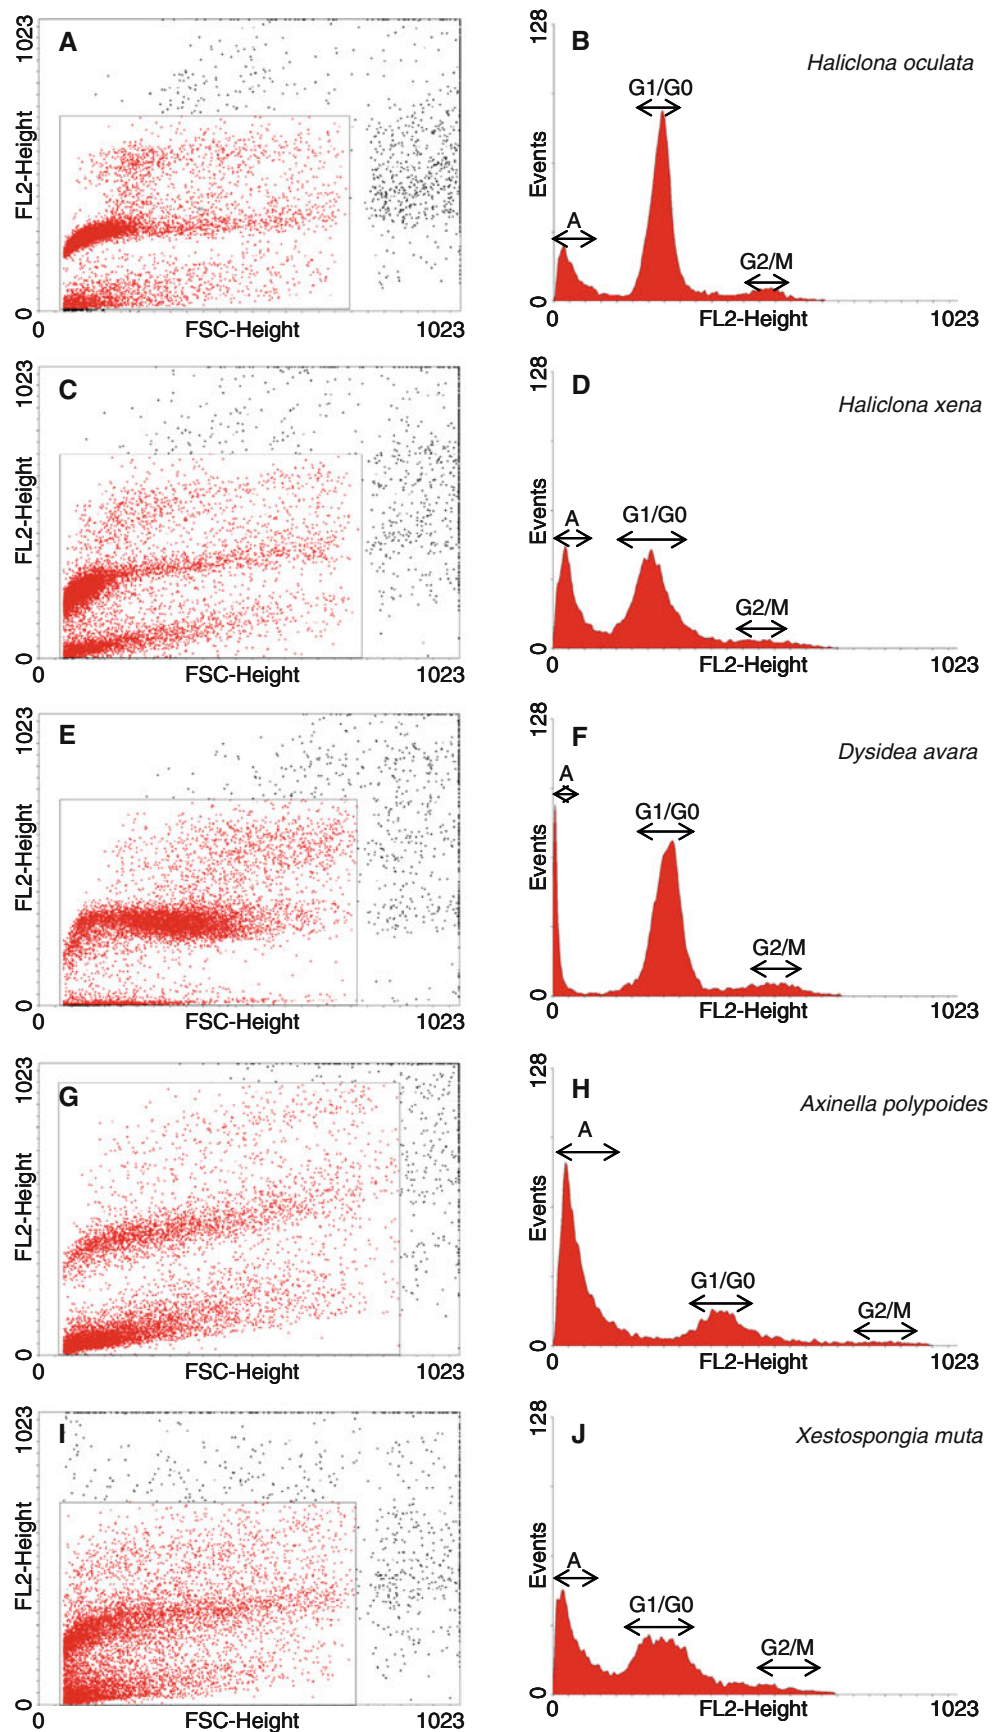 A
1023
FL2-Height
0
0
FSC-Height
1023
B
Haliclona oculata
128
Events
0
A
G1/G0
G2/M
0
FL2-Height
1023
C
1023
FL2-Height
0
0
FSC-Height
1023
D
Haliclona xena
128
Events
0
A
G1/G0
G2/M
0
FL2-Height
1023
E
1023
FL2-Height
0
0
FSC-Height
1023
F
Dysidea avara
128
Events
0
A
G1/G0
G2/M
0
FL2-Height
1023
G
1023
FL2-Height
0
0
FSC-Height
1023
H
Axinella polypoides
128
Events
0
A
G1/G0
G2/M
0
FL2-Height
1023
I
1023
FL2-Height
0
0
FSC-Height
1023
J
Xestospongia muta
128
Events
0
A
G1/G0
G2/M
0
FL2-Height
1023